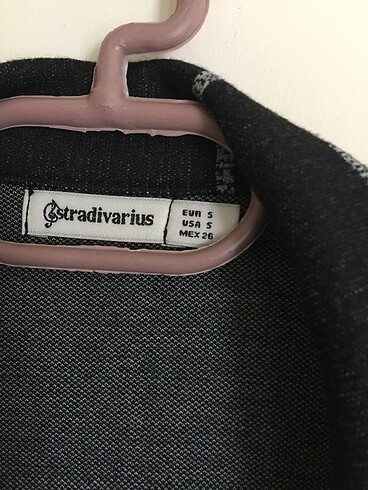 stradivarius
EUR S
USA S
MEX 26